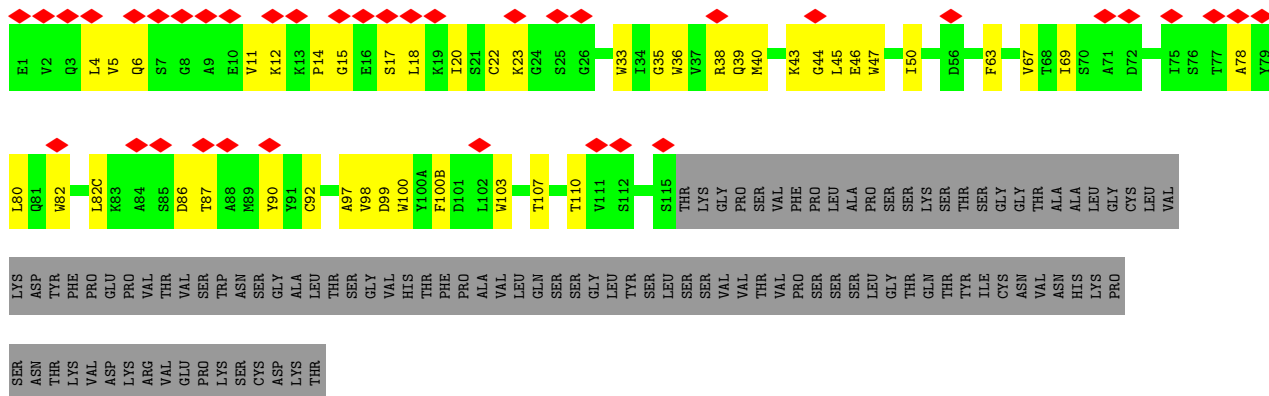 E1 V2 Q3 L4 V5 Q6 S7 G8 A9 E10 V11 K12 K13 P14 G15 E16 S17 L18 K19 I20 S21 C22 K23 G24 S25 G26 W33 I34 G35 W36 V37 R38 Q39 M40 K43 G44 L45 E46 W47 I50 D56 F63 V67 T68 I69 S70 A71 D72 I75 S76 T77 A78 Y79
L80 Q81 W82 L82C K83 A84 S85 D86 T87 A88 M89 Y90 Y91 C92 A97 V98 D99 W100 Y100A F100B D101 L102 W103 T107 T110 V111 S112 S115 THR LYS GLY PRO SER VAL PHE PRO LEU ALA PRO SER SER LYS SER THR SER GLY GLY THR ALA ALA LEU GLY CYS LEU VAL
LYS ASP TYR PHE PRO GLU PRO VAL THR VAL SER TRP ASN SER GLY ALA LEU THR SER GLY VAL HIS THR PHE PRO ALA VAL LEU GLN SER SER GLY LEU TYR SER LEU SER SER VAL VAL THR VAL PRO SER SER SER LEU GLY THR GLN THR TYR ILE CYS ASN VAL ASN HIS LYS PRO
SER ASN THR LYS VAL ASP LYS ARG VAL GLU PRO LYS SER CYS ASP LYS THR